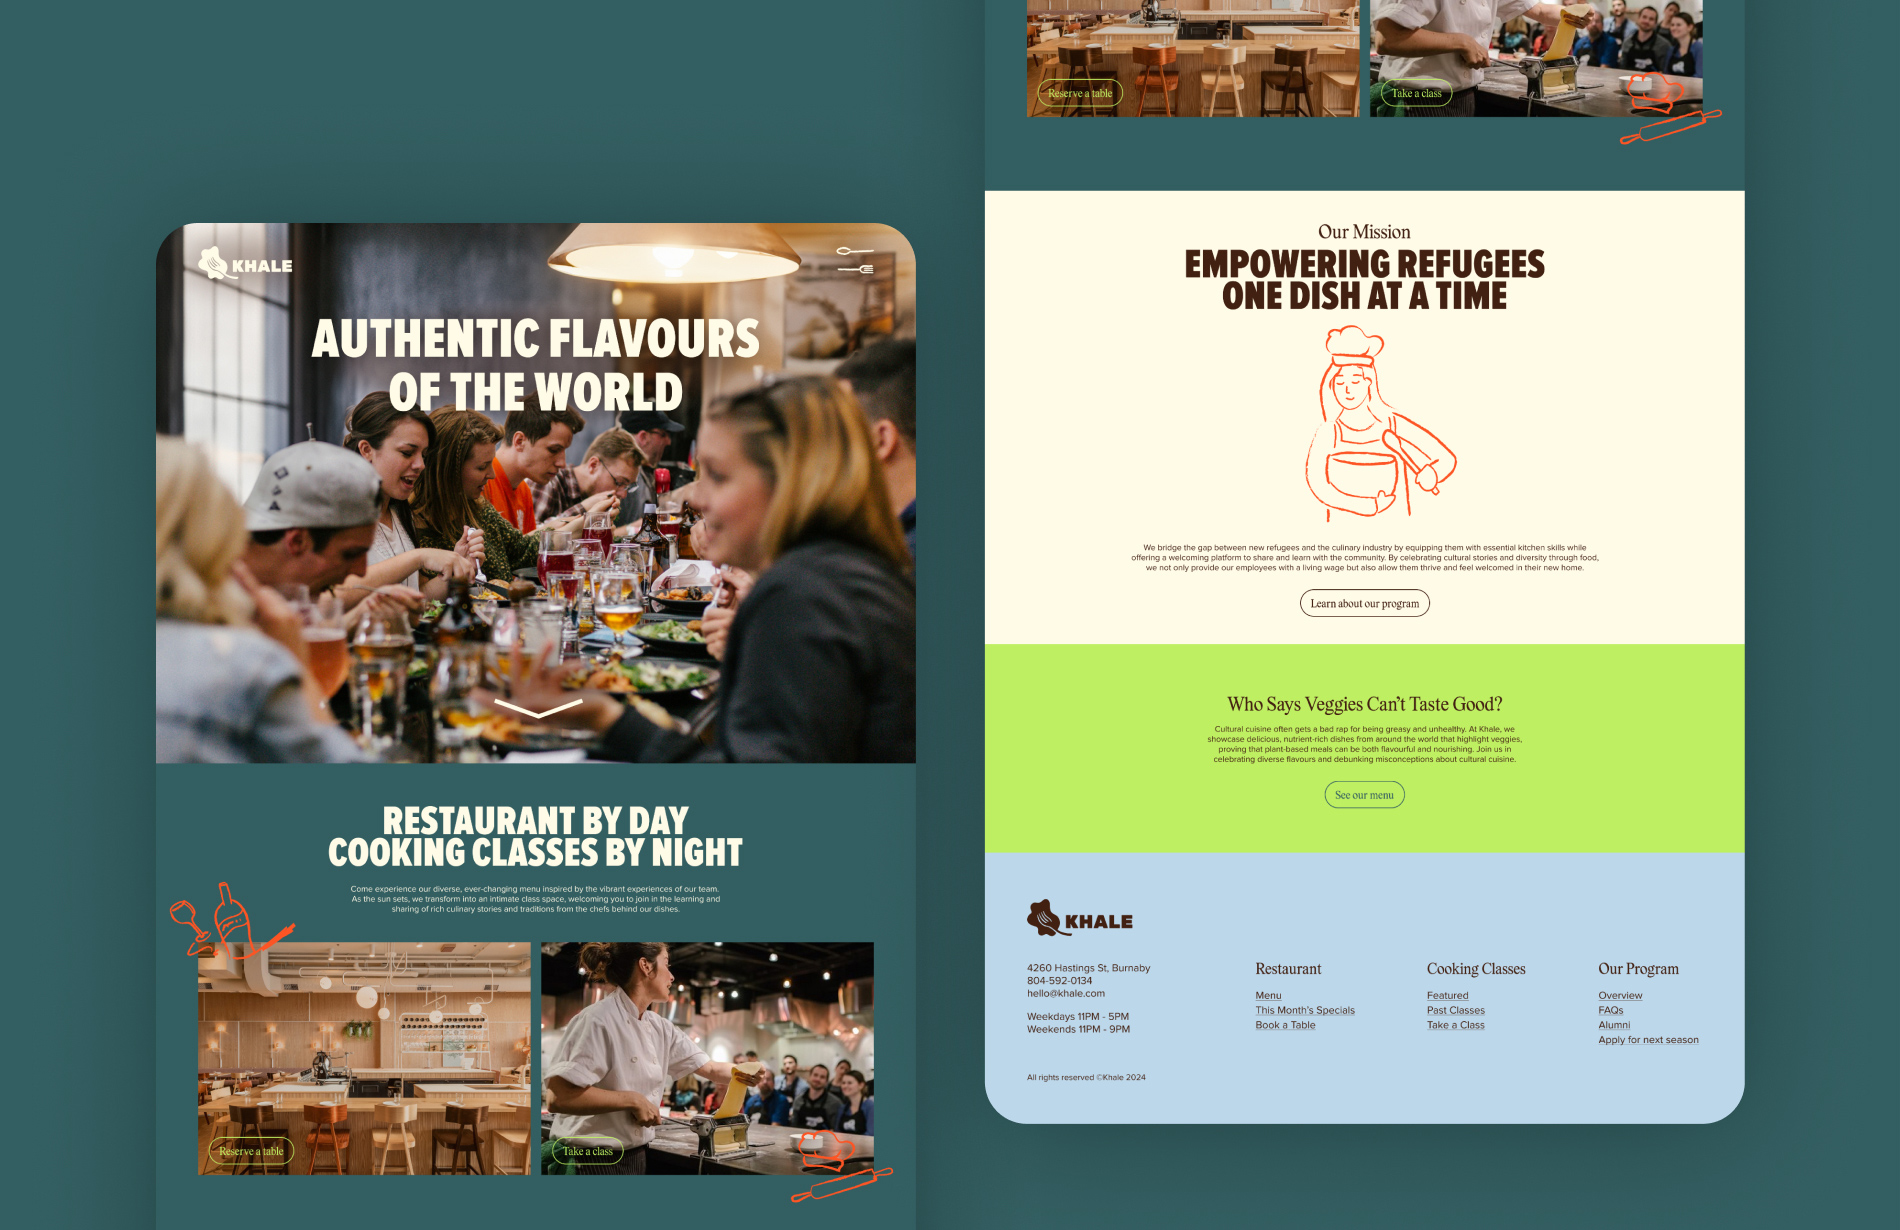 KHALE
AUTHENTIC FLAVOURS
OF THE WORLD
RESTAURANT BY DAY
COOKING CLASSES BY NIGHT
Come experience our diverse, ever-changing menu inspired by the vibrant experiences of our team.
As the sun sets, we transform into an intimate class space, welcoming you to join in the learning and
sharing of rich culinary stories and traditions from the chefs behind our dishes.
Reserve a table
Take a class
Reserve a table
Take a class
Our Mission
EMPOWERING REFUGEES
ONE DISH AT A TIME
We bridge the gap between new refugees and the culinary industry by equipping them with essential kitchen skills while
offering a welcoming platform to share and learn with the community. By celebrating cultural stories and diversity through food,
we not only provide our employees with a living wage but also allow them thrive and feel welcomed in their new home.
Learn about our program
Who Says Veggies Can't Taste Good?
Cultural cuisine often gets a bad rap for being greasy and unhealthy. At Khale, we
showcase delicious, nutrient-rich dishes from around the world that highlight veggies,
proving that plant-based meals can be both flavourful and nourishing. Join us in
celebrating diverse flavours and debunking misconceptions about cultural cuisine.
See our menu
KHALE
4260 Hastings St, Burnaby
804-592-0134
hello@khale.com
Weekdays 11PM - 5PM
Weekends 11PM - 9PM
All rights reserved ©Khale 2024
Restaurant
Menu
This Month's Specials
Book a Table
Cooking Classes
Featured
Past Classes
Take a Class
Our Program
Overview
FAQs
Alumni
Apply for next season